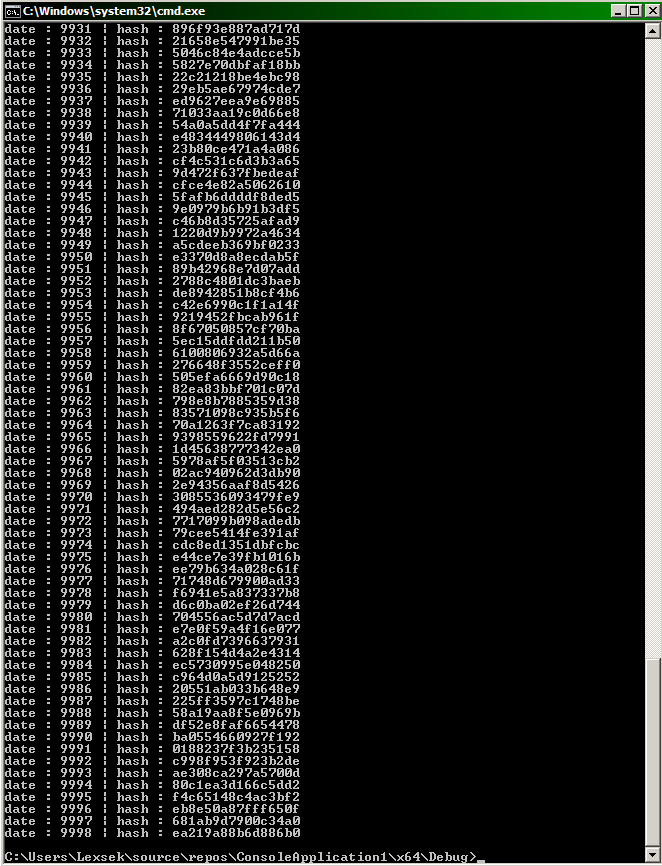 C:\Windows\system32\cmd.exe
date : 9931 ¦ hash : 896f93e887ad717d
date : 9932 ¦ hash : 21658e547991be35
date : 9933 ¦ hash : 5046c84e4adcce5b
date : 9934 ¦ hash : 5827e70dbfaf18bb
date : 9935 ¦ hash : 22c21218be4ebc98
date : 9936 ¦ hash : 29eb5ae67974cde7
date : 9937 ¦ hash : ed9627eea9e69885
date : 9938 ¦ hash : 71033aa19c0d66e8
date : 9939 ¦ hash : 54a0a5dd4f7fa444
date : 9940 ¦ hash : e4834449806143d4
date : 9941 ¦ hash : 23b80ce471a4a086
date : 9942 ¦ hash : cf4c531c6d3b3a65
date : 9943 ¦ hash : 9d472f637fbedeaf
date : 9944 ¦ hash : cfce4e82a5062610
date : 9945 ¦ hash : 5fafb6ddddf8ded5
date : 9946 ¦ hash : 9e0979b6b91b3df5
date : 9947 ¦ hash : c46b8d35725afad9
date : 9948 ¦ hash : 1220d9b9972a4634
date : 9949 ¦ hash : a5cdeeb369bf0233
date : 9950 ¦ hash : e3370d8a8ecdab5f
date : 9951 ¦ hash : 89b42968e7d07add
date : 9952 ¦ hash : 2788c4801dc3baeb
date : 9953 ¦ hash : de8942851b8cf4b6
date : 9954 ¦ hash : c42e6990c1f1a14f
date : 9955 ¦ hash : 9219452fbcab961f
date : 9956 ¦ hash : 8f67050857cf70ba
date : 9957 ¦ hash : 5ec15ddfdd211b50
date : 9958 ¦ hash : 6100806932a5d66a
date : 9959 ¦ hash : 276648f3552ceff0
date : 9960 ¦ hash : 505efa6669d90c18
date : 9961 ¦ hash : 82ea83bbf701c07d
date : 9962 ¦ hash : 798e8b7885359d38
date : 9963 ¦ hash : 83571098c935b5f6
date : 9964 ¦ hash : 70a1263f7ca83192
date : 9965 ¦ hash : 9398559622fd7991
date : 9966 ¦ hash : 1d45638777342ea0
date : 9967 ¦ hash : 5978af5f03513cb2
date : 9968 ¦ hash : 02ac940962d3db90
date : 9969 ¦ hash : 2e94356aaf8d5426
date : 9970 ¦ hash : 3085536093479fe9
date : 9971 ¦ hash : 494aed282d5e56c2
date : 9972 ¦ hash : 7717099b098adedb
date : 9973 ¦ hash : 79cee5414fe391af
date : 9974 ¦ hash : cdc8ed1351dbfcbc
date : 9975 ¦ hash : e44ce7e39fb1016b
date : 9976 ¦ hash : ee79b634a028c61f
date : 9977 ¦ hash : 71748d679900ad33
date : 9978 ¦ hash : f6941e5a837337b8
date : 9979 ¦ hash : d6c0ba02ef26d744
date : 9980 ¦ hash : 704556ac5d7d7acd
date : 9981 ¦ hash : e7e0f59a4f16e077
date : 9982 ¦ hash : a2c0fd7396637931
date : 9983 ¦ hash : 628f154d4a2e4314
date : 9984 ¦ hash : ec5730995e048250
date : 9985 ¦ hash : c964d0a5d9125252
date : 9986 ¦ hash : 20551ab033b648e9
date : 9987 ¦ hash : 225ff3597c1748be
date : 9988 ¦ hash : 58a19aa8f5e0969b
date : 9989 ¦ hash : df52e8faf6654478
date : 9990 ¦ hash : ba0554660927f192
date : 9991 ¦ hash : 0188237f3b235158
date : 9992 ¦ hash : c998f953f923b2de
date : 9993 ¦ hash : ae308ca297a5700d
date : 9994 ¦ hash : 80c1ea3d166c5dd2
date : 9995 ¦ hash : f4c65148c4ac3bf2
date : 9996 ¦ hash : eb8e50a87fff650f
date : 9997 ¦ hash : 681ab9d7900c34a0
date : 9998 ¦ hash : ea219a88b6d886b0
C:\Users\Lexsek\source\repos\ConsoleApplication1\x64\Debug>_